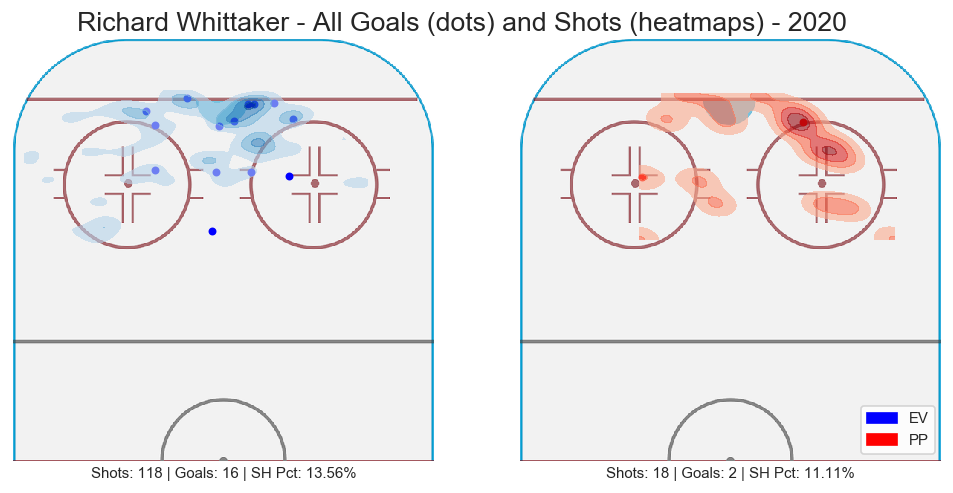 Richard Whittaker - All Goals (dots) and Shots (heatmaps) - 2020
EV
PP
Shots: 118 | Goals: 16 | SH Pct: 13.56%
Shots: 18 | Goals: 2 | SH Pct: 11.11%